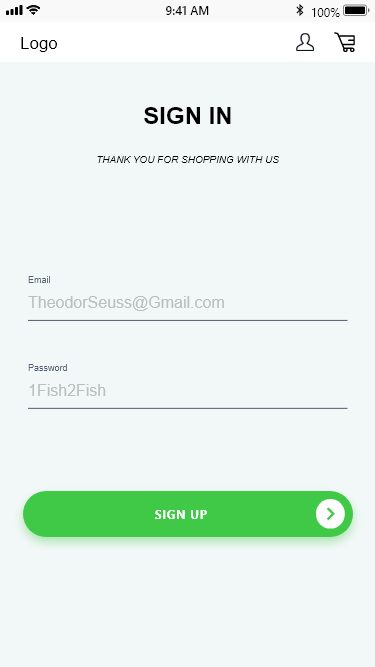 9:41 AM
100%
Logo
SIGN IN
THANK YOU FOR SHOPPING WITH US
Email
TheodorSeuss@Gmail.com
Password
1Fish2Fish
SIGN UP